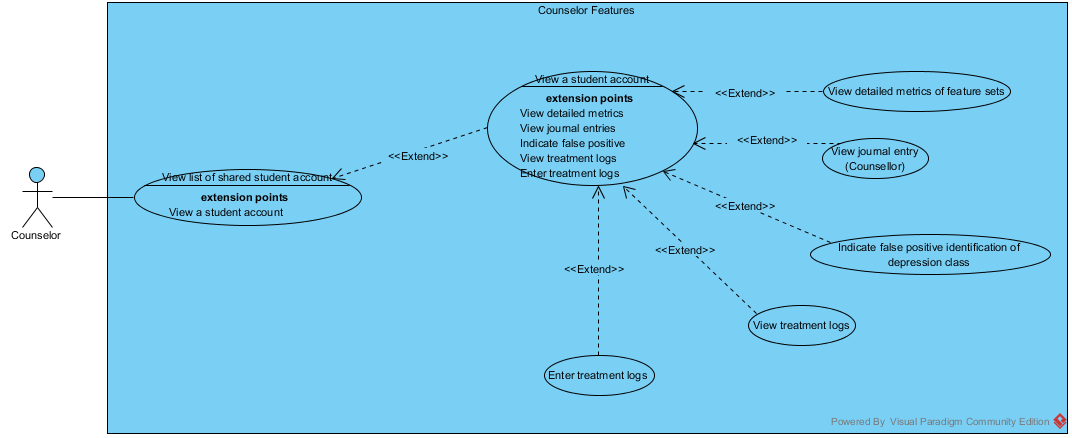 Counselor Features
View a student account
extension points
View detailed metrics
View journal entries
Indicate false positive
View treatment logs
Enter treatment logs
<<Extend>>
View detailed metrics of feature sets
<<Extend>>
View journal entry
(Counsellor)
<<Extend>>
View list of shared student account
extension points
View a student account
Counselor
<<Extend>>
Indicate false positive identification of
depression class
<<Extend>>
<<Extend>>
View treatment logs
Enter treatment logs
Powered By Visual Paradigm Community Edition